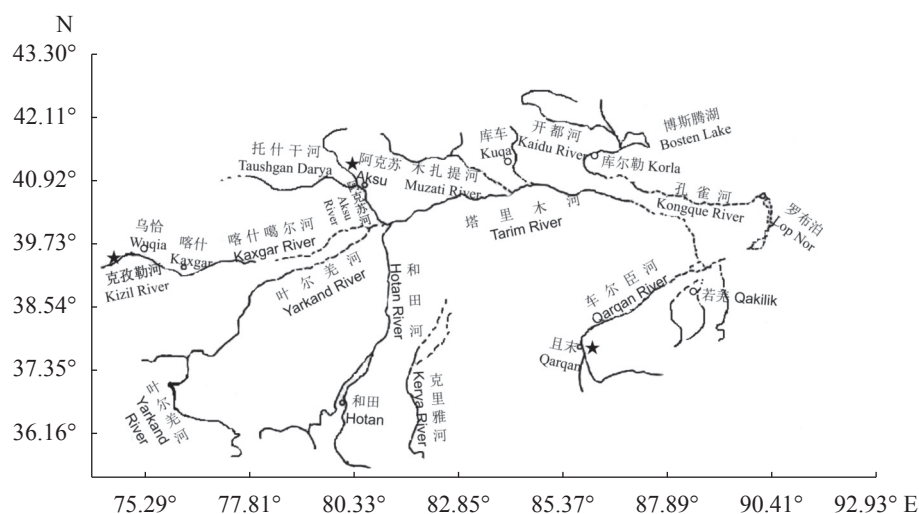 N
43.30°
42.11°
40.92°
39.73°
38.54°
37.35°
36.16°
75.29°
77.81°
80.33°
82.85°
85.37°
87.89°
90.41°
92.93° E
托什干河
Taushgan Darya
阿克苏
Aksu
木扎提河
Muzati River
库车
Kuqa
开都河
Kaidu River
博斯腾湖
Bosten Lake
库尔勒 Korla
孔雀河
Kongque River
罗布泊
Lop Nor
阿克苏河
Aksu
River
塔里木河
Tarim River
乌恰
Wuqia
喀什
Kaxgar
喀什噶尔河
Kaxgar River
克孜勒河
Kizil River
叶尔羌河
Yarkand River
和田河
Hotan River
车尔臣河
Qarqan River
若羌 Qakilik
且末
Qarqan
叶尔羌河
Yarkand
River
和田
Hotan
克里雅河
Kerya River